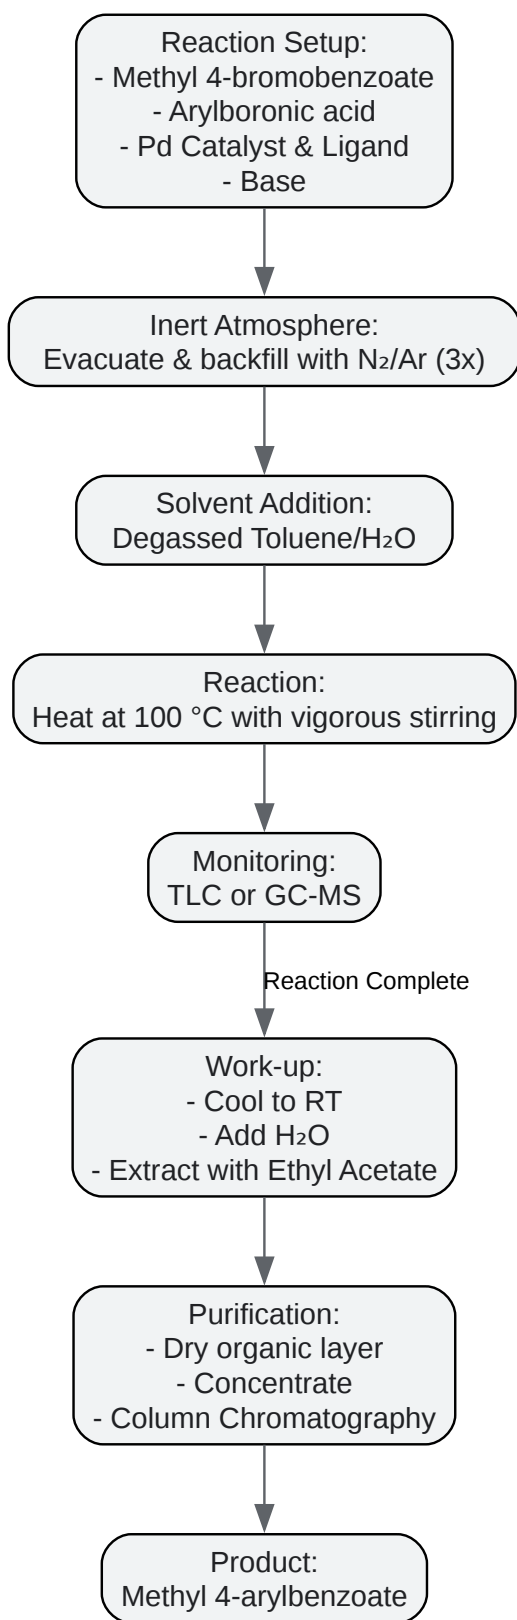 Reaction Setup:
- Methyl 4-bromobenzoate
- Arylboronic acid
- Pd Catalyst & Ligand
- Base
Inert Atmosphere:
Evacuate & backfill with N₂/Ar (3x)
Solvent Addition:
Degassed Toluene/H₂O
Reaction:
Heat at 100 °C with vigorous stirring
Monitoring:
TLC or GC-MS
Reaction Complete
Work-up:
- Cool to RT
- Add H₂O
- Extract with Ethyl Acetate
Purification:
- Dry organic layer
- Concentrate
- Column Chromatography
Product:
Methyl 4-arylbenzoate